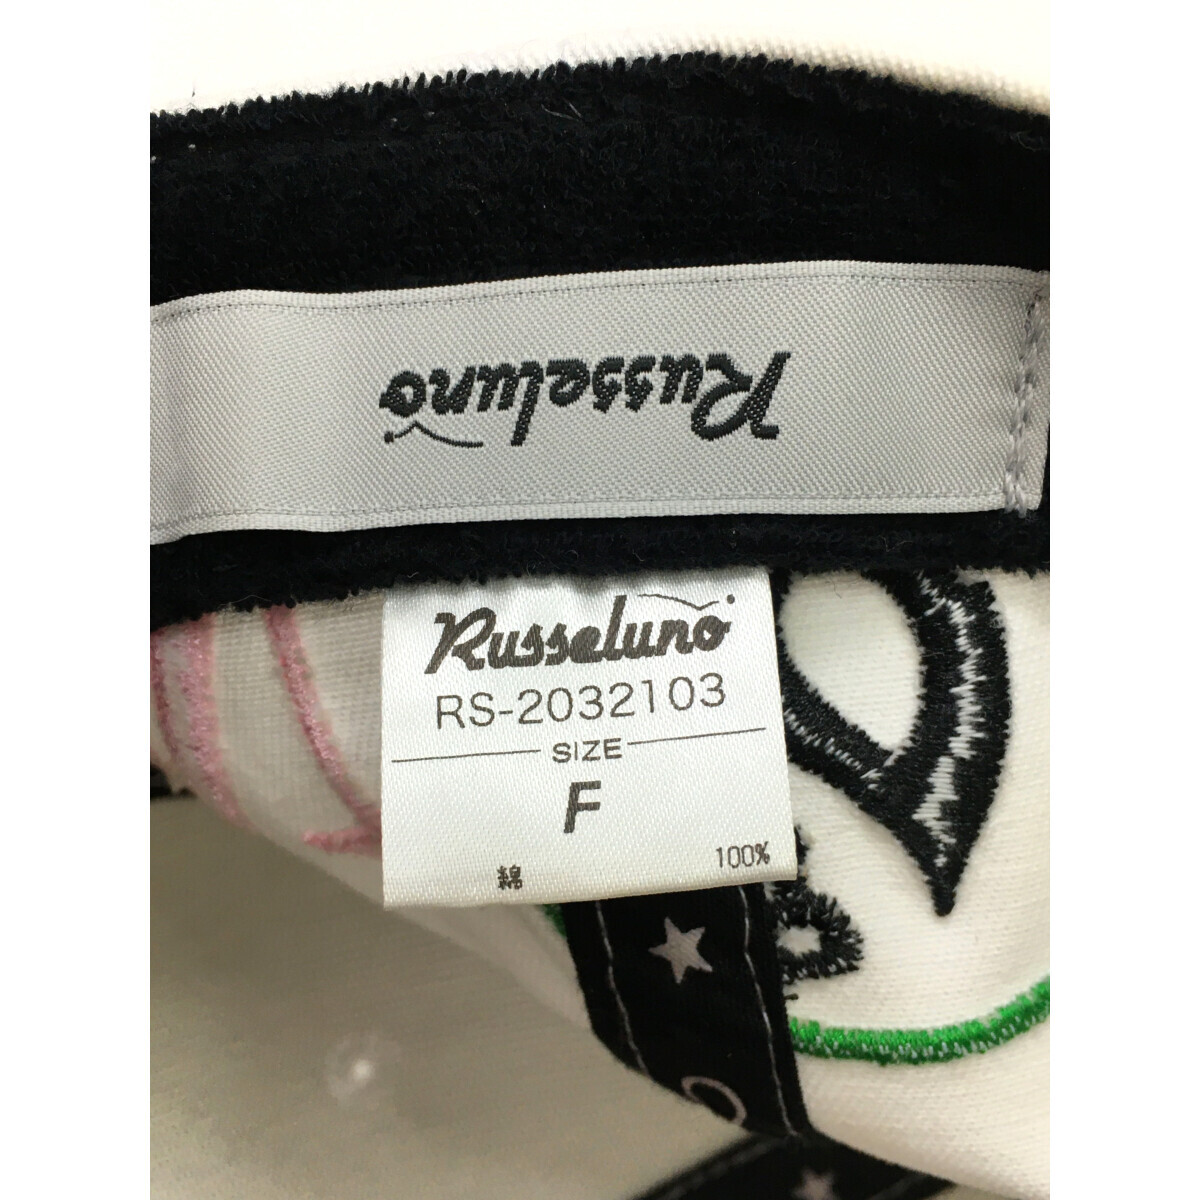 Russeluno
Russeluno
RS-2032103
SIZE
F
綿 100%